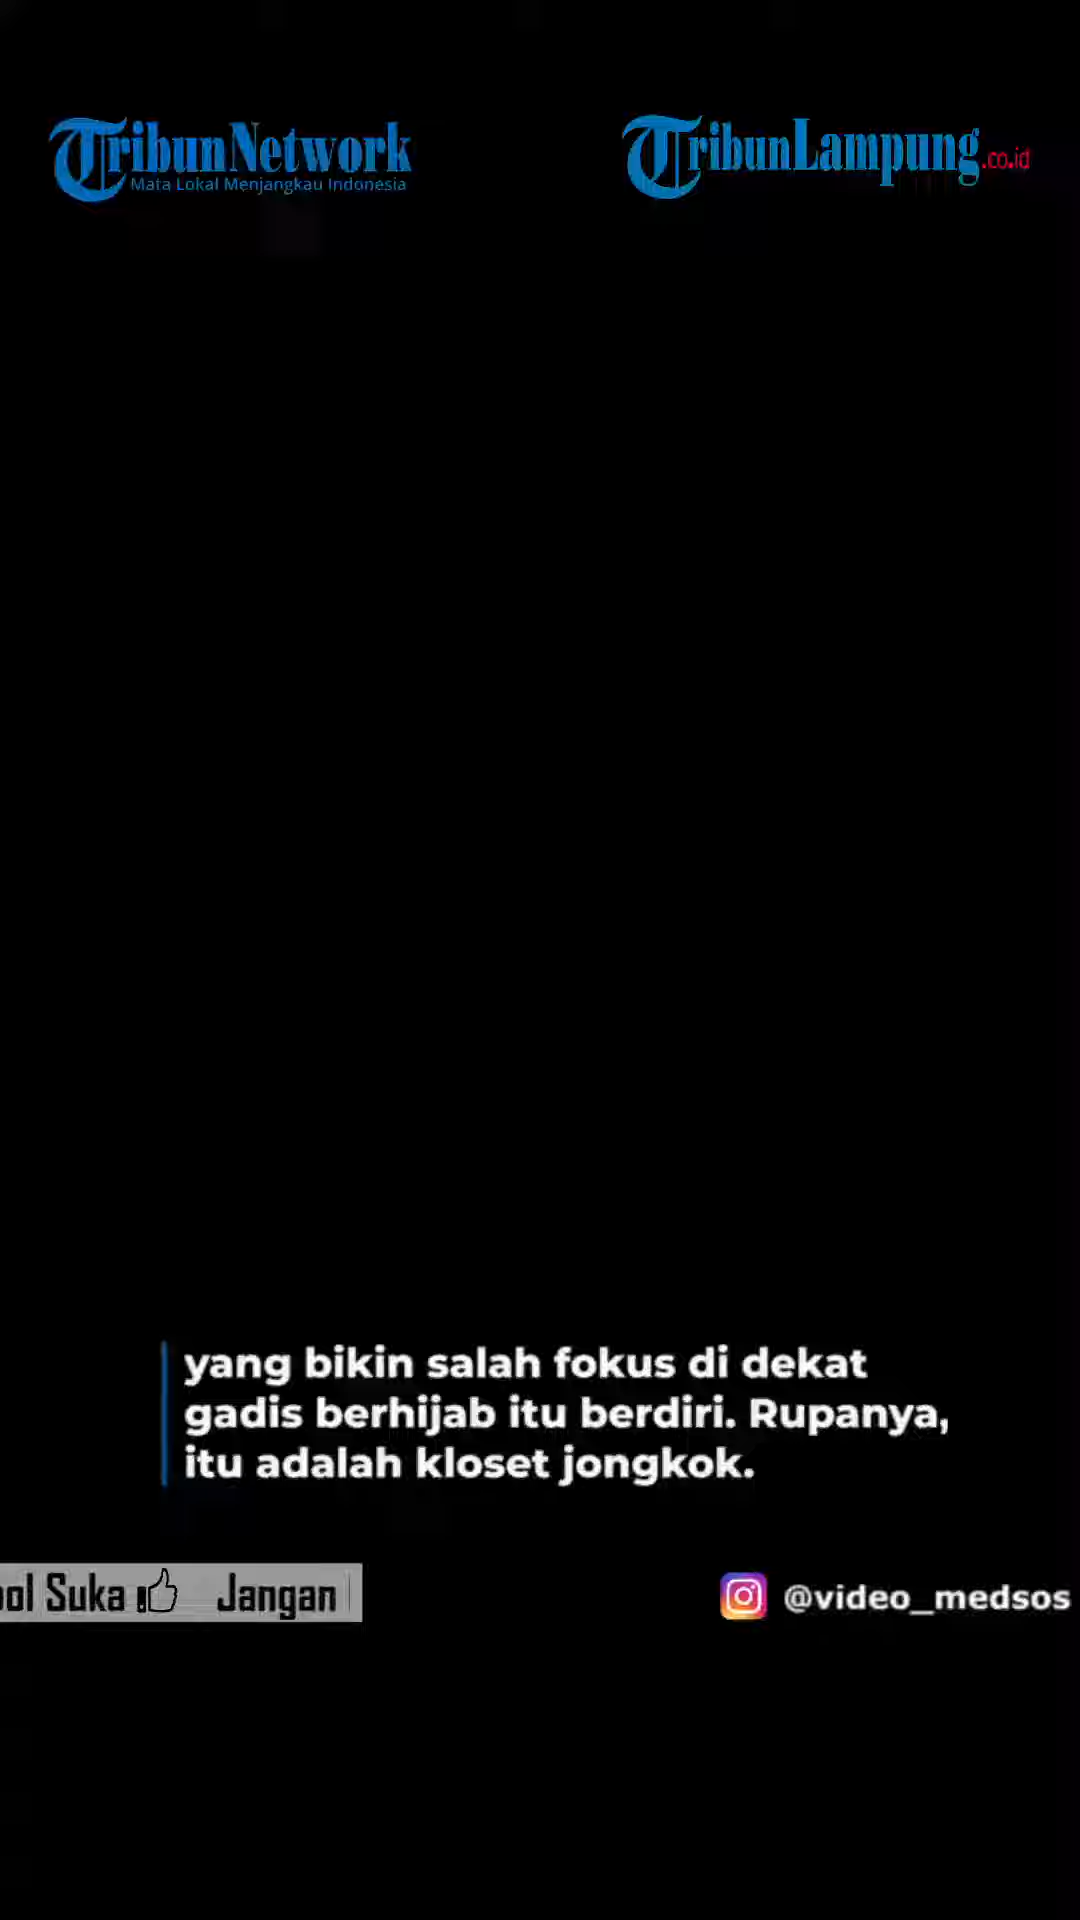 TribunNetwork
Mata Lokal Menjangkau Indonesia
TribunLampung.co.id
yang bikin salah fokus di dekat
gadis berhijab itu berdiri. Rupanya,
itu adalah kloset jongkok.
ol Suka Jangan
@video_medsos